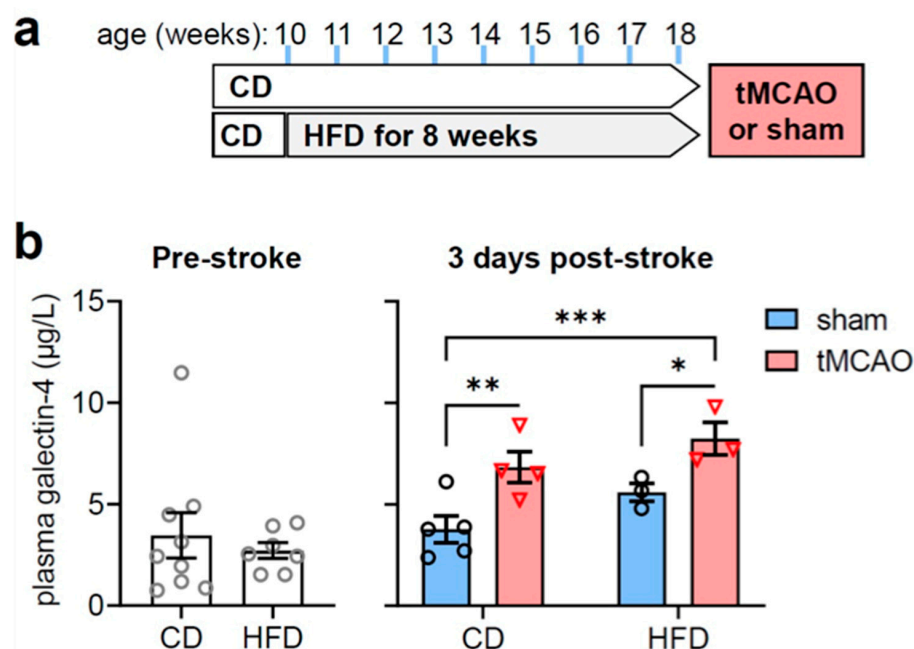 a
age (weeks): 10 11 12 13 14 15 16 17 18
CD
CD HFD for 8 weeks
tMCAO
or sham
b
Pre-stroke
3 days post-stroke
plasma galectin-4 (µg/L)
15
10
5
0
CD HFD
***
**
*
CD HFD
sham
tMCAO